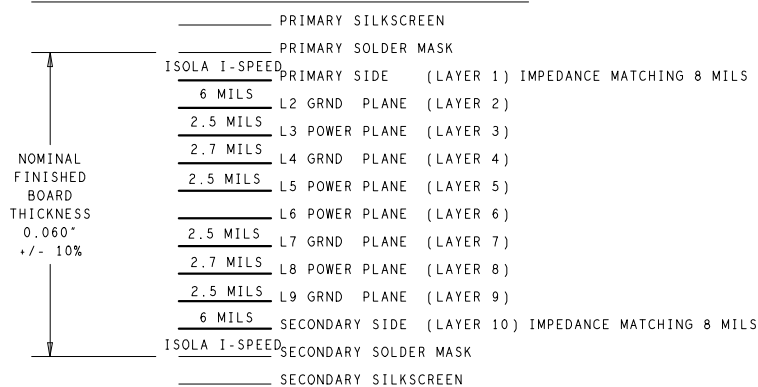 PRIMARY SILKSCREEN
PRIMARY SOLDER MASK
ISOLA I-SPEED
PRIMARY SIDE (LAYER 1) IMPEDANCE MATCHING 8 MILS
6 MILS
L2 GRND PLANE (LAYER 2)
2.5 MILS
L3 POWER PLANE (LAYER 3)
2.7 MILS
L4 GRND PLANE (LAYER 4)
2.5 MILS
L5 POWER PLANE (LAYER 5)
L6 POWER PLANE (LAYER 6)
2.5 MILS
L7 GRND PLANE (LAYER 7)
2.7 MILS
L8 POWER PLANE (LAYER 8)
2.5 MILS
L9 GRND PLANE (LAYER 9)
6 MILS
SECONDARY SIDE (LAYER 10) IMPEDANCE MATCHING 8 MILS
ISOLA I-SPEED
SECONDARY SOLDER MASK
SECONDARY SILKSCREEN
NOMINAL
FINISHED
BOARD
THICKNESS
0.060"
+/- 10%